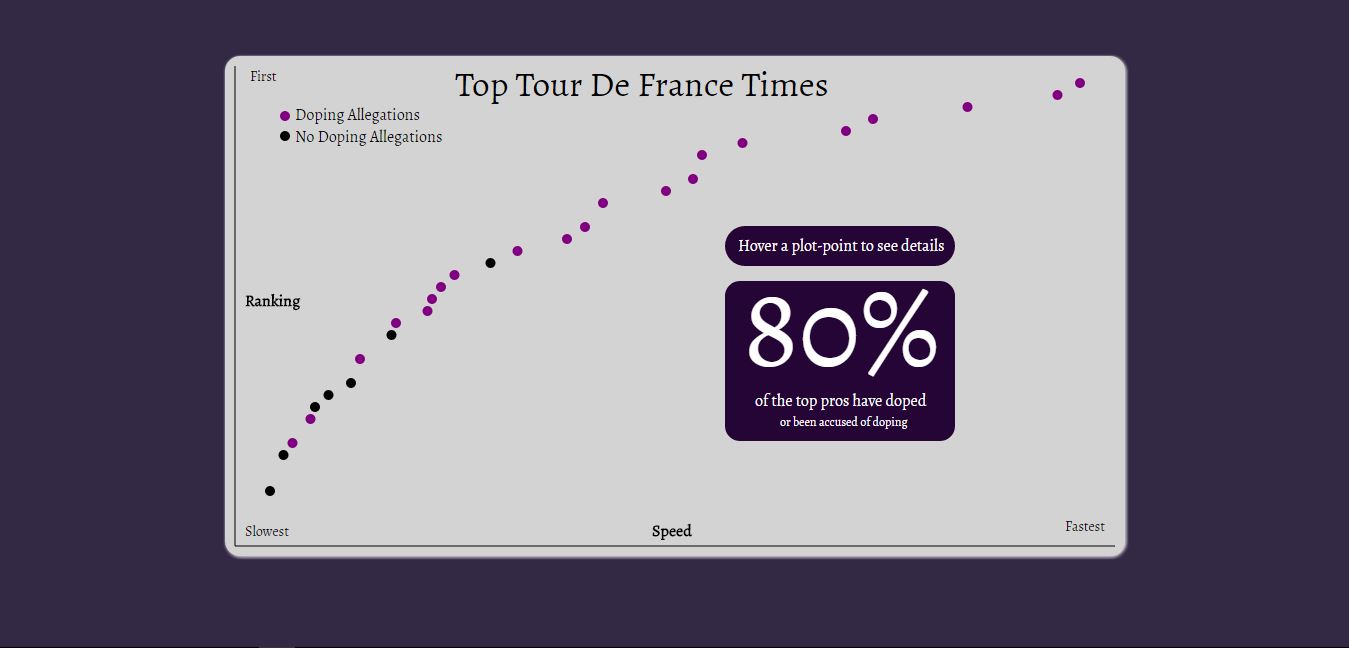 First
Top Tour De France Times
Doping Allegations
No Doping Allegations
Hover a plot-point to see details
Ranking
80%
of the top pros have doped
or been accused of doping
Slowest
Speed
Fastest